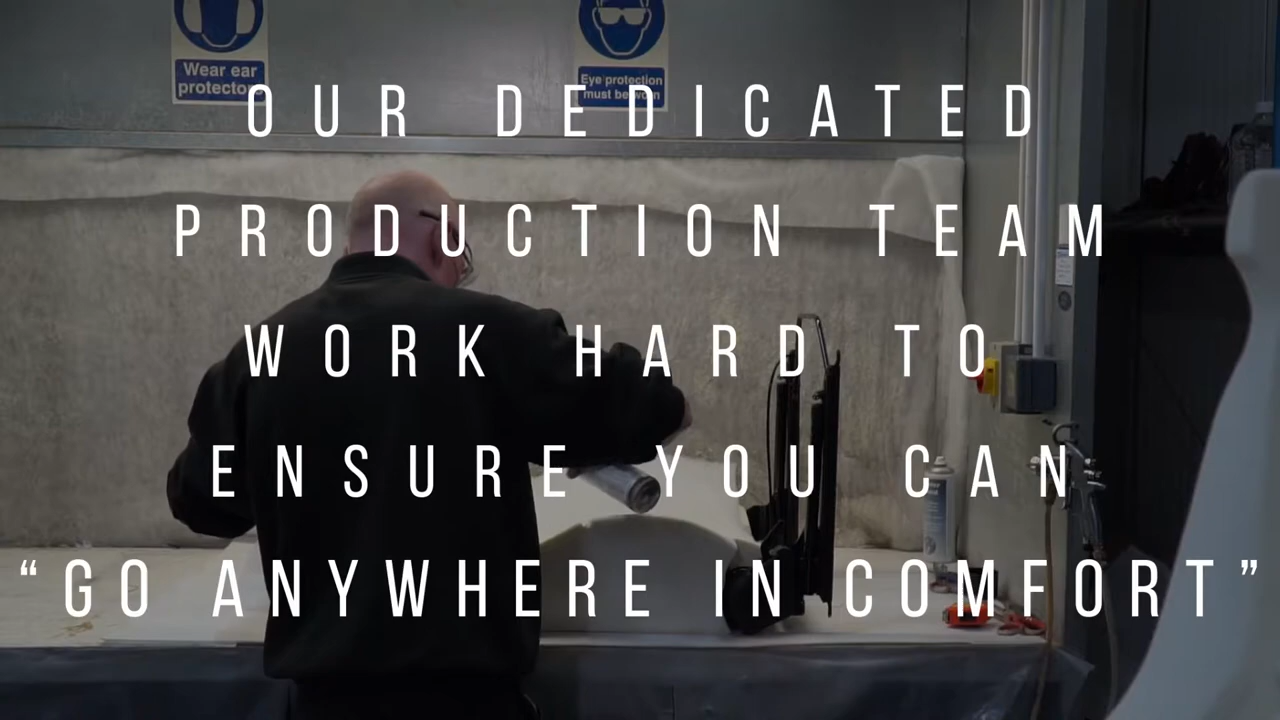 Wear ear
protectors
Eye protection
must be worn
OUR DEDICATED
PRODUCTION TEAM
WORK HARD TO
ENSURE YOU CAN
“GO ANYWHERE IN COMFORT”